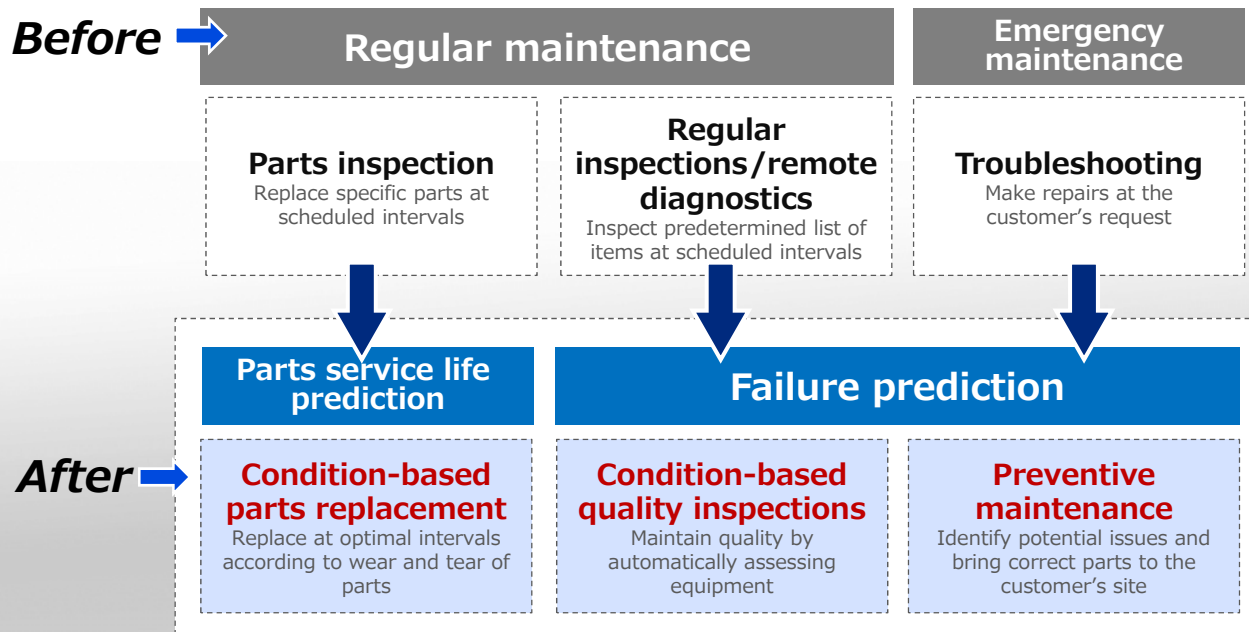 Before
Regular maintenance
Emergency
maintenance
Parts inspection
Replace specific parts at
scheduled intervals
Regular
inspections/remote
diagnostics
Inspect predetermined list of
items at scheduled intervals
Troubleshooting
Make repairs at the
customer’s request
After
Parts service life
prediction
Failure prediction
Condition-based
parts replacement
Replace at optimal intervals
according to wear and tear of
parts
Condition-based
quality inspections
Maintain quality by
automatically assessing
equipment
Preventive
maintenance
Identify potential issues and
bring correct parts to the
customer’s site